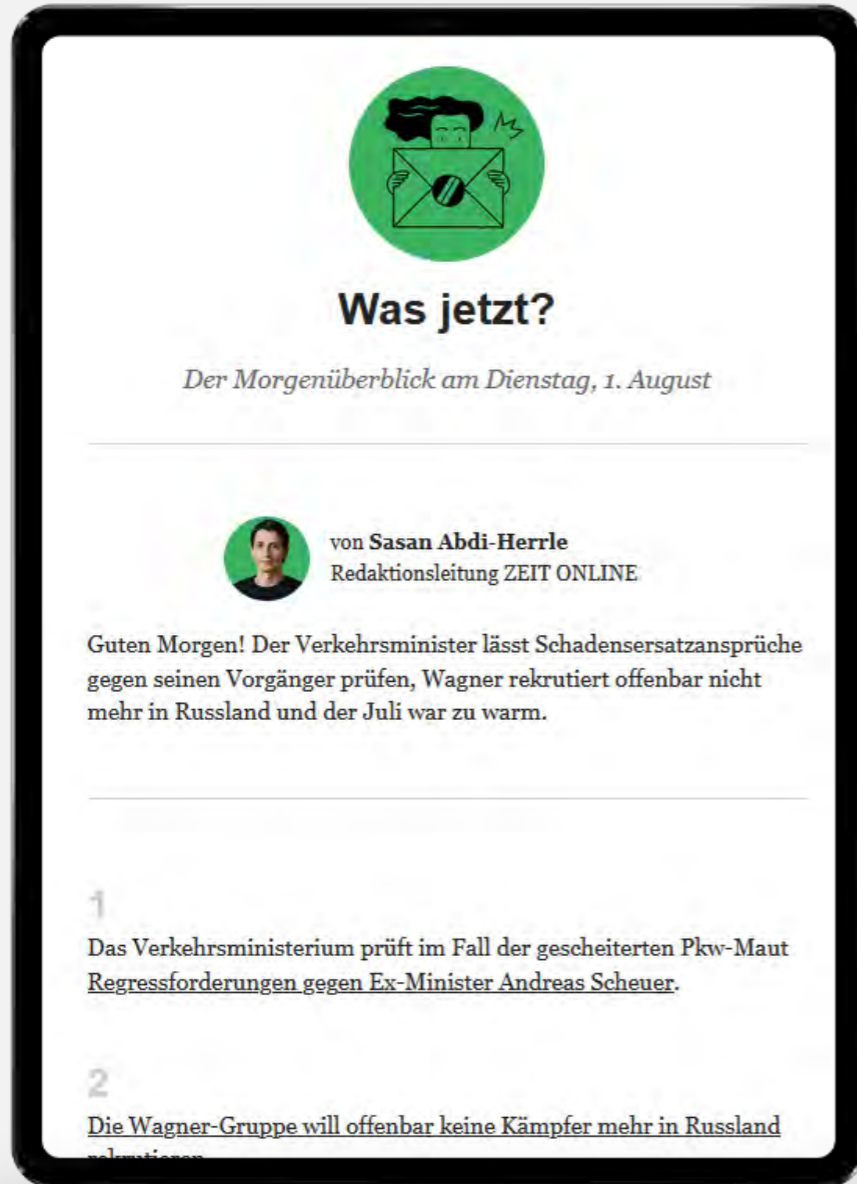 Was jetzt?
Der Morgenüberblick am Dienstag, 1. August
von Sasan Abdi-Herrle
Redaktionsleitung ZEIT ONLINE
Guten Morgen! Der Verkehrsminister lässt Schadensersatzansprüche
gegen seinen Vorgänger prüfen, Wagner rekrutiert offenbar nicht
mehr in Russland und der Juli war zu warm.
1
Das Verkehrsministerium prüft im Fall der gescheiterten Pkw-Maut
Regressforderungen gegen Ex-Minister Andreas Scheuer.
2
Die Wagner-Gruppe will offenbar keine Kämpfer mehr in Russland